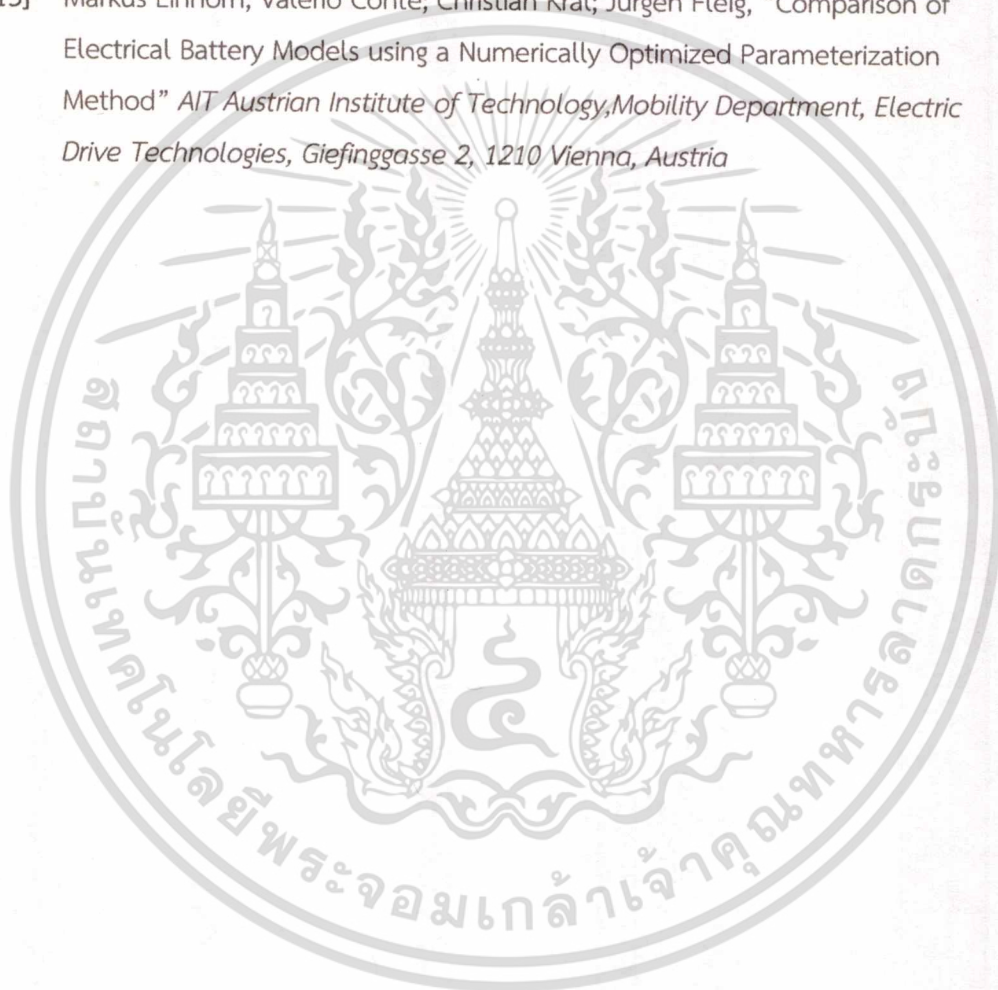 15] Markus Einhorn, Valerio Conte, Christian Kral, Jürgen Fleig, “Comparison of
Electrical Battery Models using a Numerically Optimized Parameterization
Method” AIT Austrian Institute of Technology,Mobility Department, Electric
Drive Technologies, Giefinggasse 2, 1210 Vienna, Austria
สถาบันเทคโนโลยีพระจอมเกล้าเจ้าคุณทหารลาดกระบัง
๔